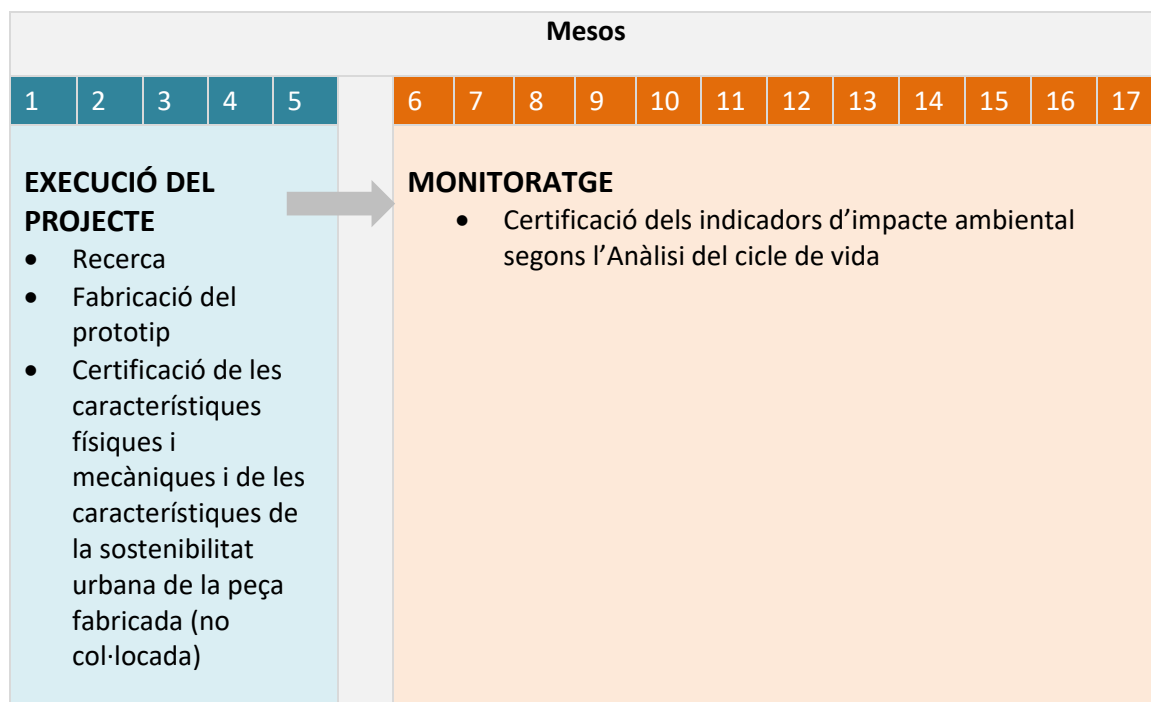 Mesos
1 2 3 4 5 6 7 8 9 10 11 12 13 14 15 16 17
EXECUCIÓ DEL
PROJECTE
• Recerca
• Fabricació del
prototip
• Certificació de les
característiques
físiques i
mecàniques i de les
característiques de
la sostenibilitat
urbana de la peça
fabricada (no
col·locada)
MONITORATGE
• Certificació dels indicadors d’impacte ambiental
segons l’Anàlisi del cicle de vida